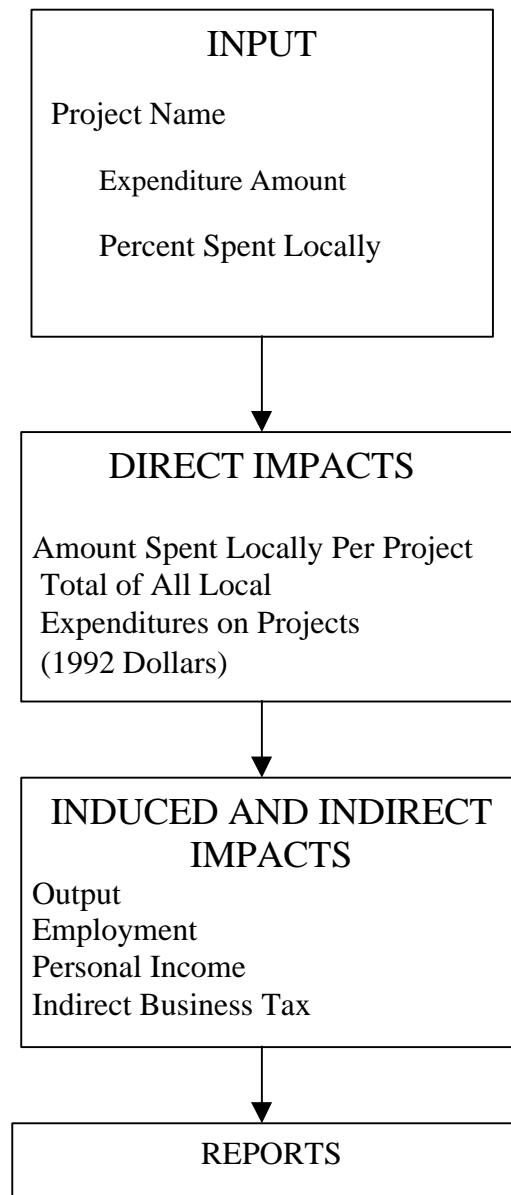 INPUT
Project Name
Expenditure Amount
Percent Spent Locally
DIRECT IMPACTS
Amount Spent Locally Per Project
Total of All Local
Expenditures on Projects
(1992 Dollars)
INDUCED AND INDIRECT
IMPACTS
Output
Employment
Personal Income
Indirect Business Tax
REPORTS